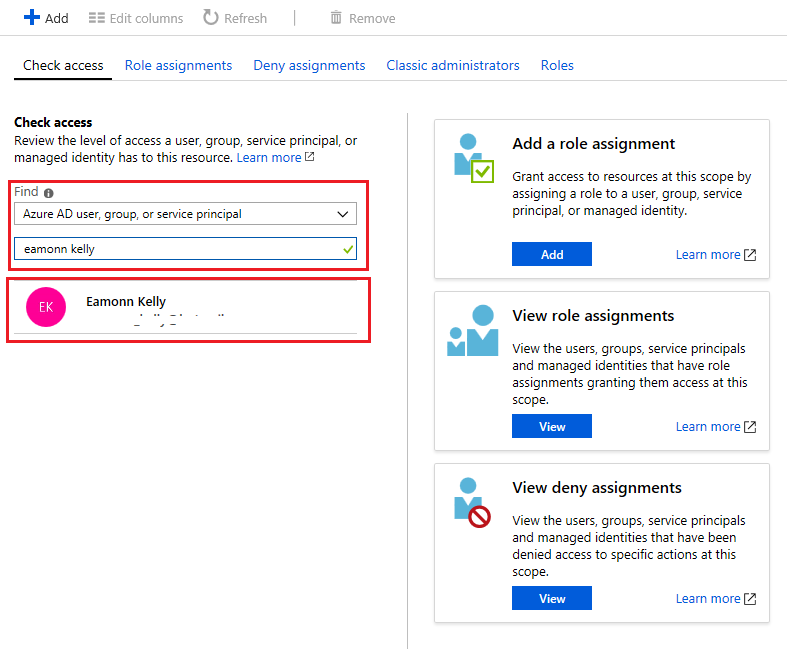 Add Edit columns Refresh Remove
Check access Role assignments Deny assignments Classic administrators Roles
Check access
Review the level of access a user, group, service principal, or
managed identity has to this resource. Learn more
Find
Azure AD user, group, or service principal
eamonn kelly
EK
Eamonn Kelly
Add a role assignment
Grant access to resources at this scope by
assigning a role to a user, group, service
principal, or managed identity.
Add Learn more
View role assignments
View the users, groups, service principals
and managed identities that have role
assignments granting them access at this
scope.
View Learn more
View deny assignments
View the users, groups, service principals
and managed identities that have been
denied access to specific actions at this
scope.
View Learn more